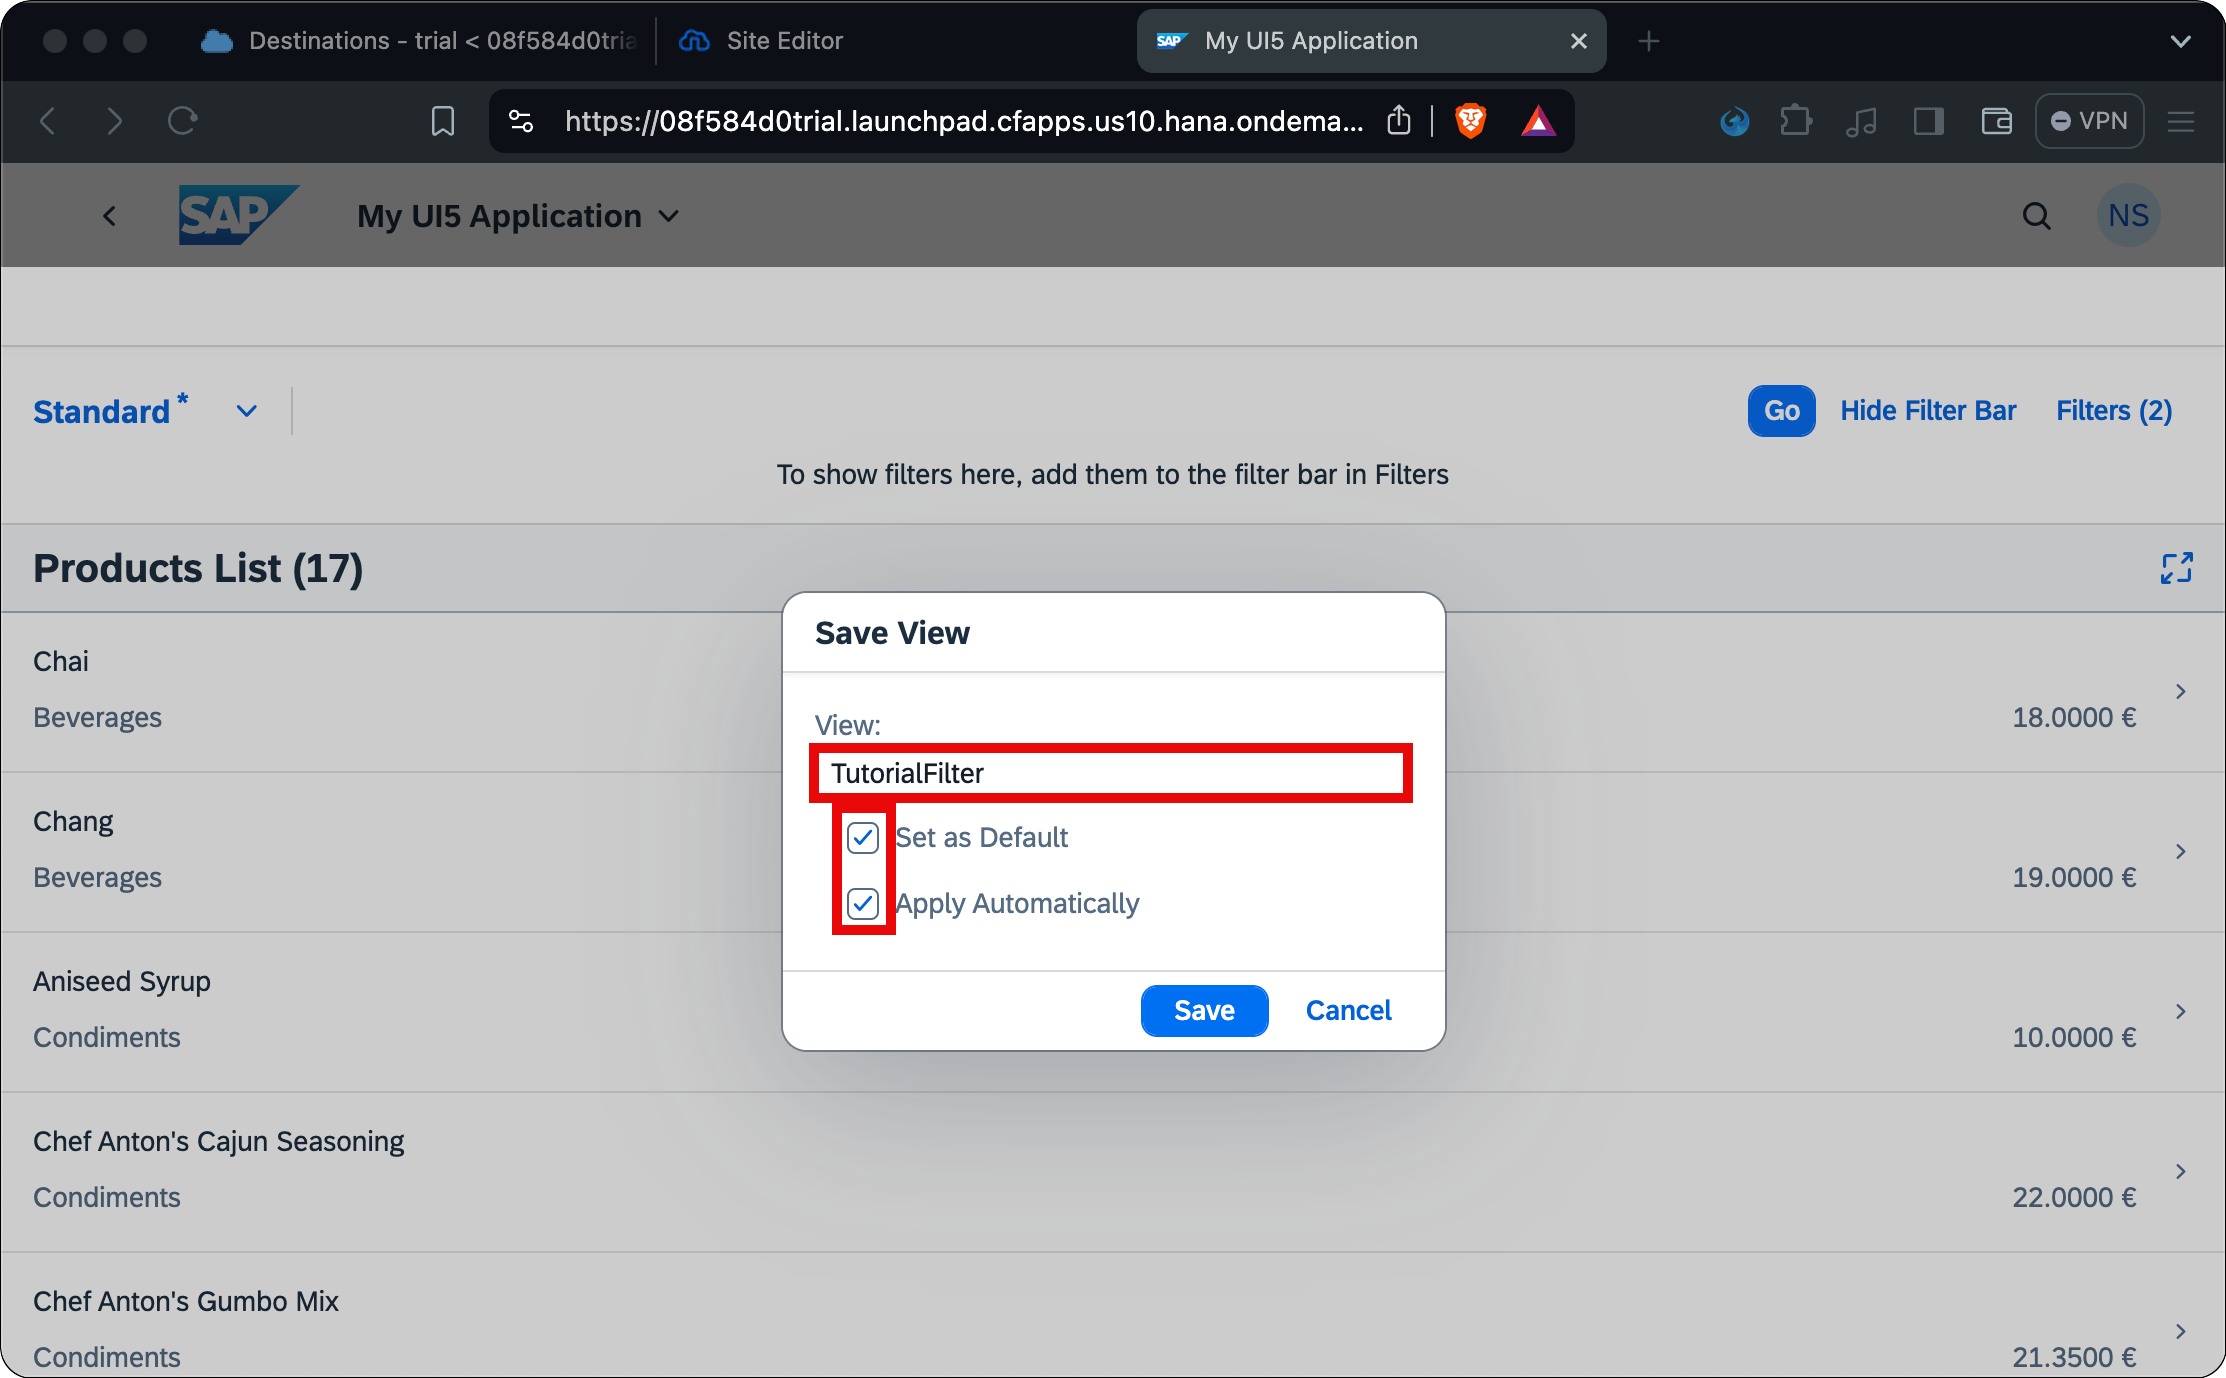 Destinations - trial < 08f584d0tria
Site Editor
SAP My UI5 Application
https://08f584d0trial.launchpad.cfapps.us10.hana.ondema...
VPN
SAP My UI5 Application
NS
Standard *
Go Hide Filter Bar Filters (2)
To show filters here, add them to the filter bar in Filters
Products List (17)
Chai
Beverages
18.0000 €
Chang
Beverages
19.0000 €
Aniseed Syrup
Condiments
10.0000 €
Chef Anton's Cajun Seasoning
Condiments
22.0000 €
Chef Anton's Gumbo Mix
Condiments
21.3500 €
Save View
View:
TutorialFilter
Set as Default
Apply Automatically
Save Cancel